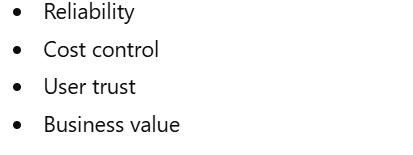 • Reliability
• Cost control
• User trust
• Business value